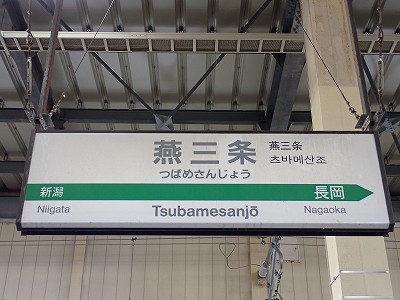 燕三条
つばめさんじょう
燕三条
츠바메산조
新潟
Niigata
Tsubamesanjō
長岡
Nagaoka